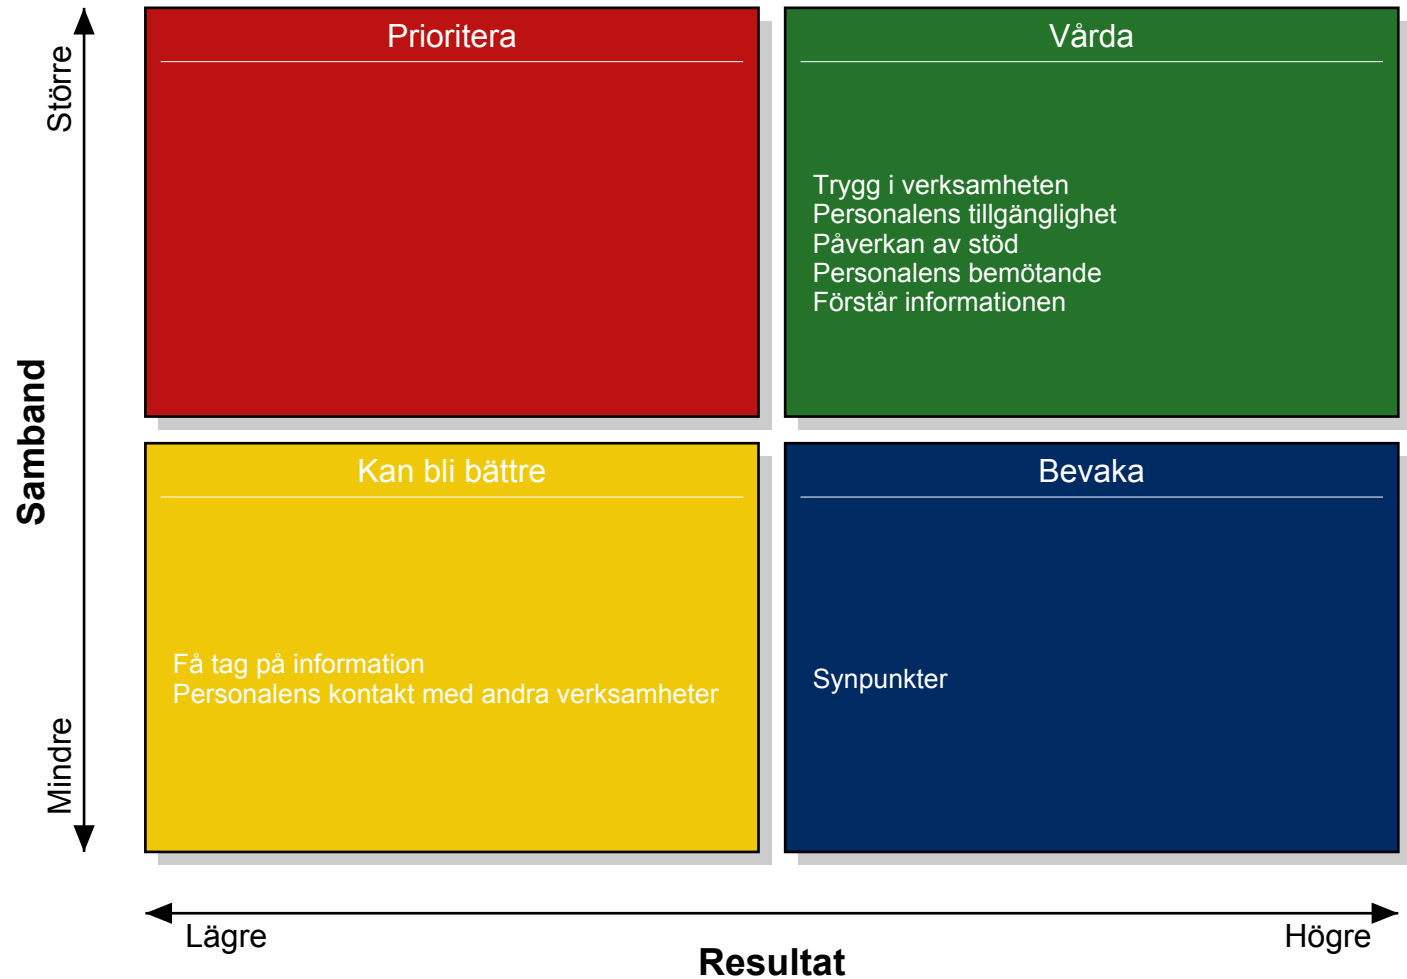 Större
Samband
Mindre
Prioritera
Vårda
Trygg i verksamheten
Personalens tillgänglighet
Påverkan av stöd
Personalens bemötande
Förstår informationen
Kan bli bättre
Få tag på information
Personalens kontakt med andra verksamheter
Bevaka
Synpunkter
Lägre
Högre
Resultat